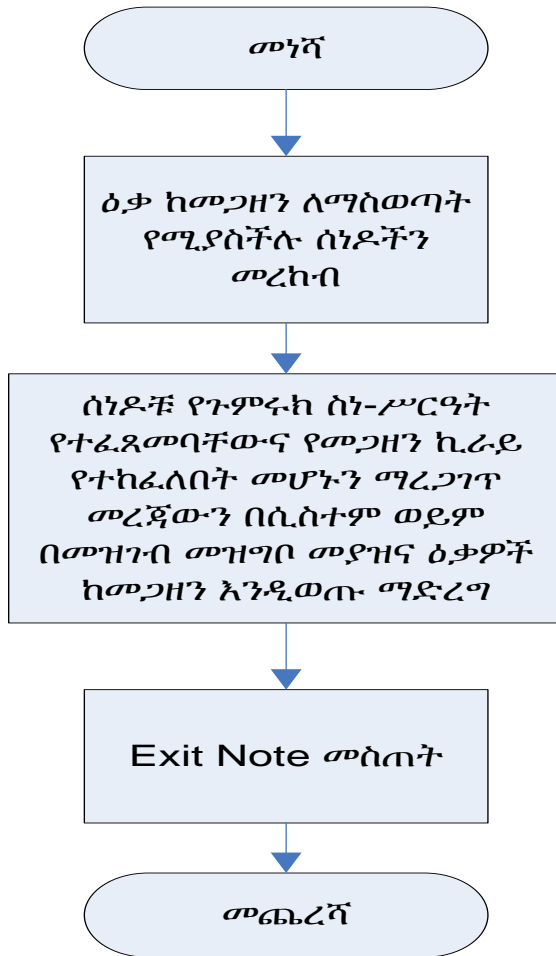 መነሻ
ዕቃ ከመጋዘን ለማስወጣት
የሚያስችሉ ሰነዶችን
መረከብ
ሰነዶቹ የጉምሩክ ስነ-ሥርዓት
የተፈጸመባቸውና የመጋዘን ኪራይ
የተከፈለበት መሆኑን ማረጋገጥ
መረጃውን በሲስተም ወይም
በመዝገብ መዝግቦ መያዝና ዕቃዎች
ከመጋዘን እንዲወጡ ማድረግ
Exit Note መስጠት
መጨረሻ